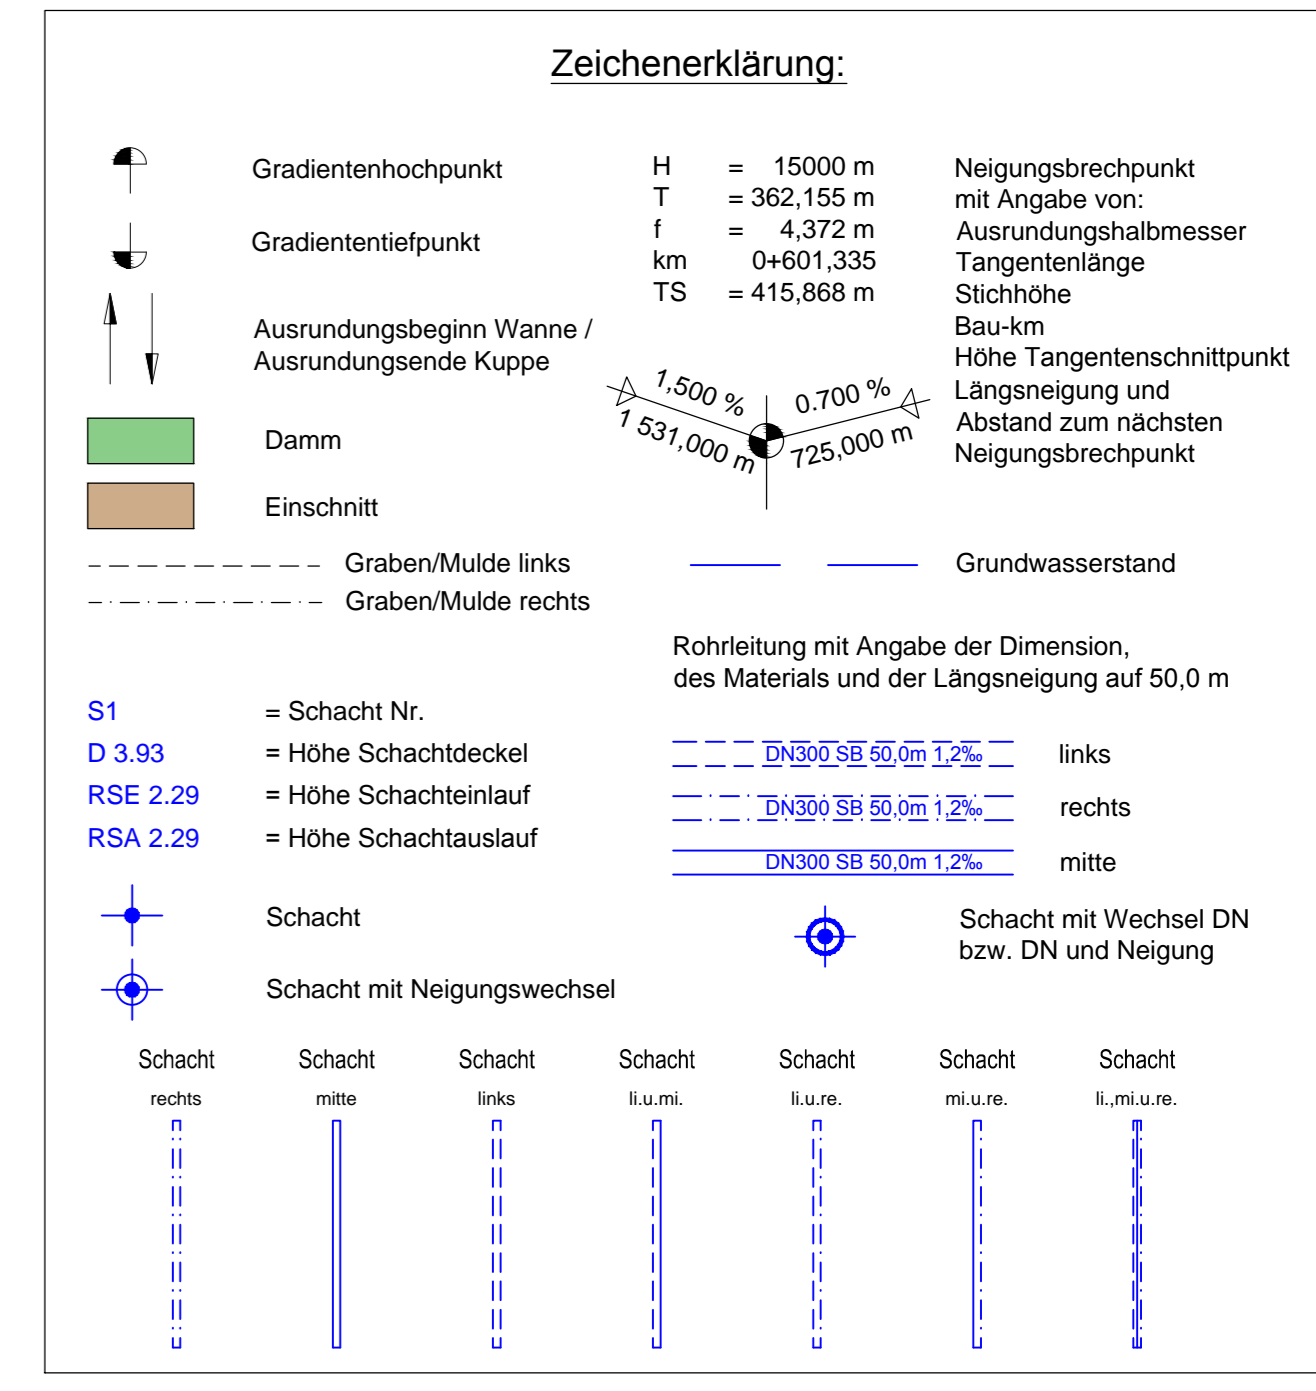 Zeichenerklärung:
Gradientenhochpunkt
Gradiententiefpunkt
Ausrundungsbeginn Wanne /
Ausrundungsende Kuppe
Damm
Einschnitt
H = 15000 m
T = 362,155 m
f = 4,372 m
km 0+601,335
TS = 415,868 m
1,500 %
1 531,000 m
0.700 %
725,000 m
Neigungsbrechpunkt
mit Angabe von:
Ausrundungshalbmesser
Tangentenlänge
Stichhöhe
Bau-km
Höhe Tangentenschnittpunkt
Längsneigung und
Abstand zum nächsten
Neigungsbrechpunkt
Graben/Mulde links
Graben/Mulde rechts
Grundwasserstand
Rohrleitung mit Angabe der Dimension,
des Materials und der Längsneigung auf 50,0 m
S1 = Schacht Nr.
D 3.93 = Höhe Schachtdeckel
RSE 2.29 = Höhe Schachteinlauf
RSA 2.29 = Höhe Schachtauslauf
DN300 SB 50,0m 1,2‰ links
DN300 SB 50,0m 1,2‰ rechts
DN300 SB 50,0m 1,2‰ mitte
Schacht
Schacht mit Neigungswechsel
Schacht mit Wechsel DN
bzw. DN und Neigung
Schacht Schacht Schacht Schacht Schacht Schacht Schacht
rechts mitte links li.u.mi. li.u.re. mi.u.re. li.,mi.u.re.